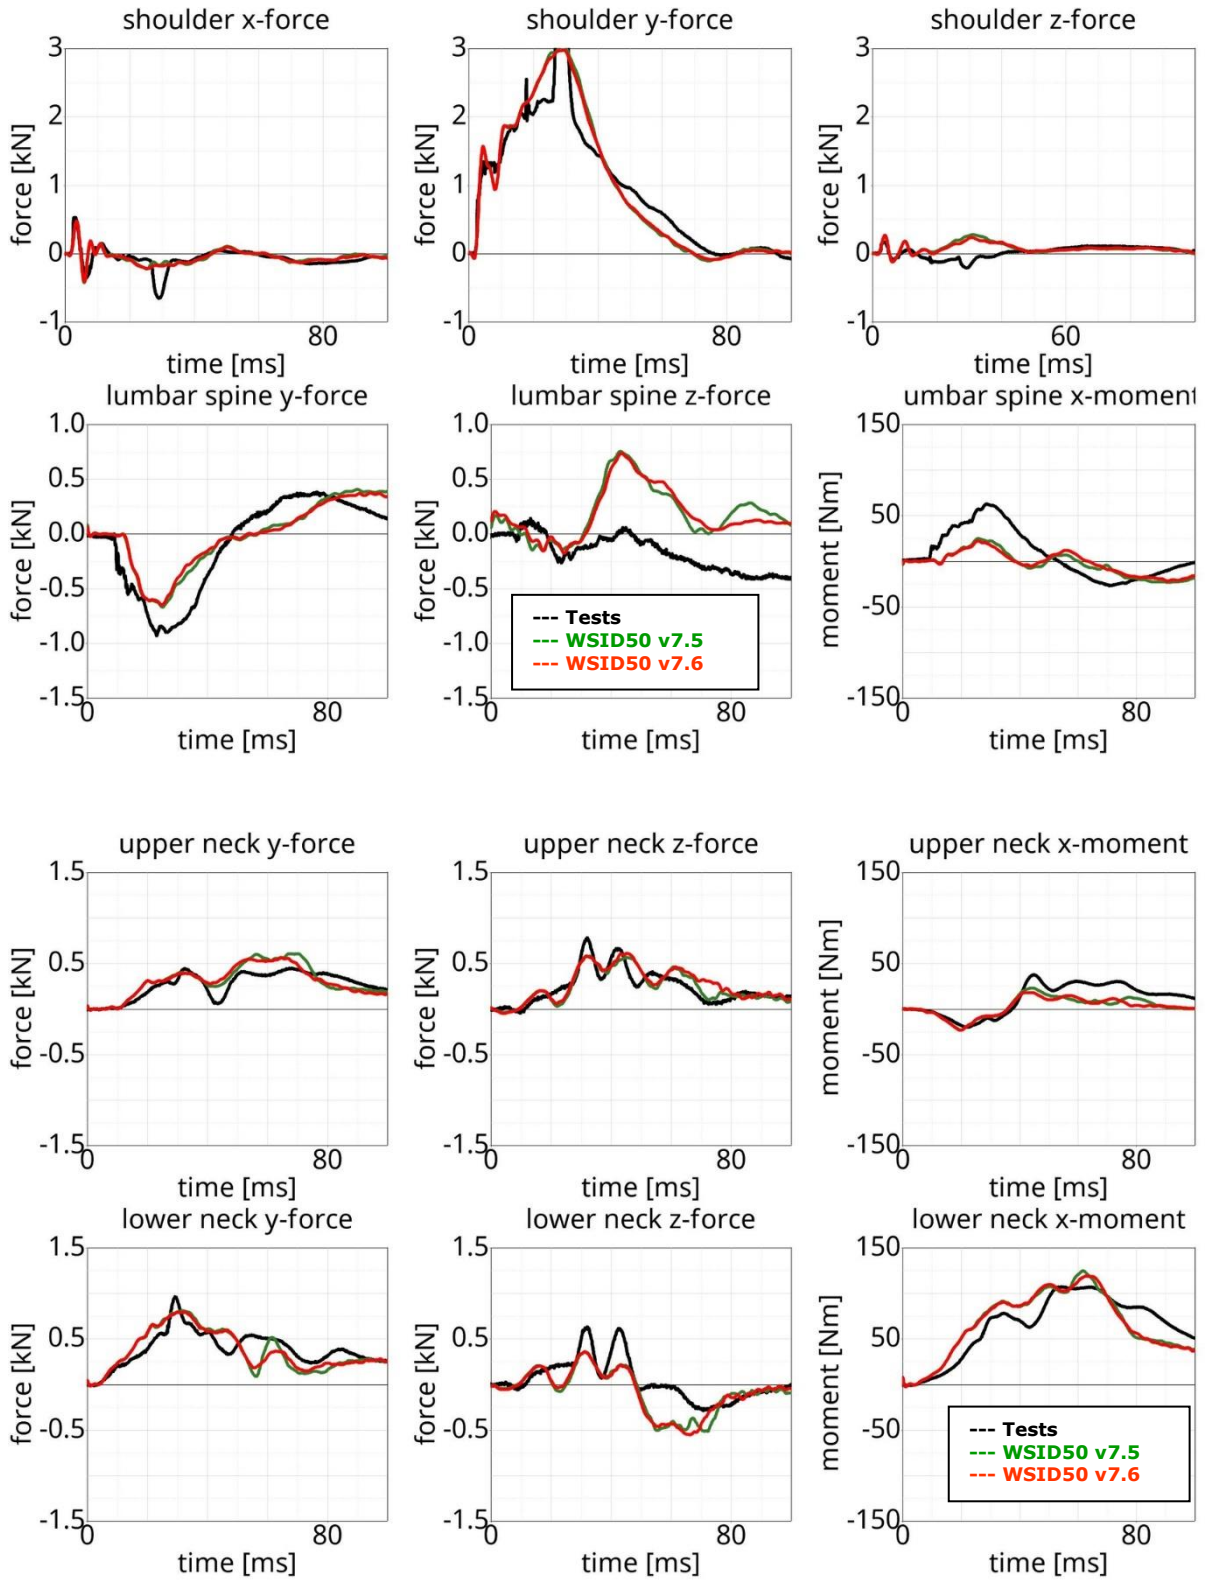 shoulder x-force
shoulder y-force
shoulder z-force
3
2
1
0
-1
force [kN]
0
80
time [ms]
3
2
1
0
-1
force [kN]
0
80
time [ms]
3
2
1
0
-1
force [kN]
0
60
time [ms]
lumbar spine y-force
lumbar spine z-force
umbar spine x-moment
1.0
0.5
0.0
-0.5
-1.0
-1.5
force [kN]
0
80
time [ms]
1.0
0.5
0.0
-0.5
-1.0
-1.5
force [kN]
0
80
time [ms]
--- Tests
--- WSID50 v7.5
--- WSID50 v7.6
150
50
-50
-150
moment [Nm]
0
80
time [ms]
upper neck y-force
upper neck z-force
upper neck x-moment
1.5
0.5
-0.5
-1.5
force [kN]
0
80
time [ms]
1.5
0.5
-0.5
-1.5
force [kN]
0
80
time [ms]
150
50
-50
-150
moment [Nm]
0
80
time [ms]
lower neck y-force
lower neck z-force
lower neck x-moment
1.5
0.5
-0.5
-1.5
force [kN]
0
80
time [ms]
1.5
0.5
-0.5
-1.5
force [kN]
0
80
time [ms]
150
50
-50
-150
moment [Nm]
0
80
time [ms]
--- Tests
--- WSID50 v7.5
--- WSID50 v7.6